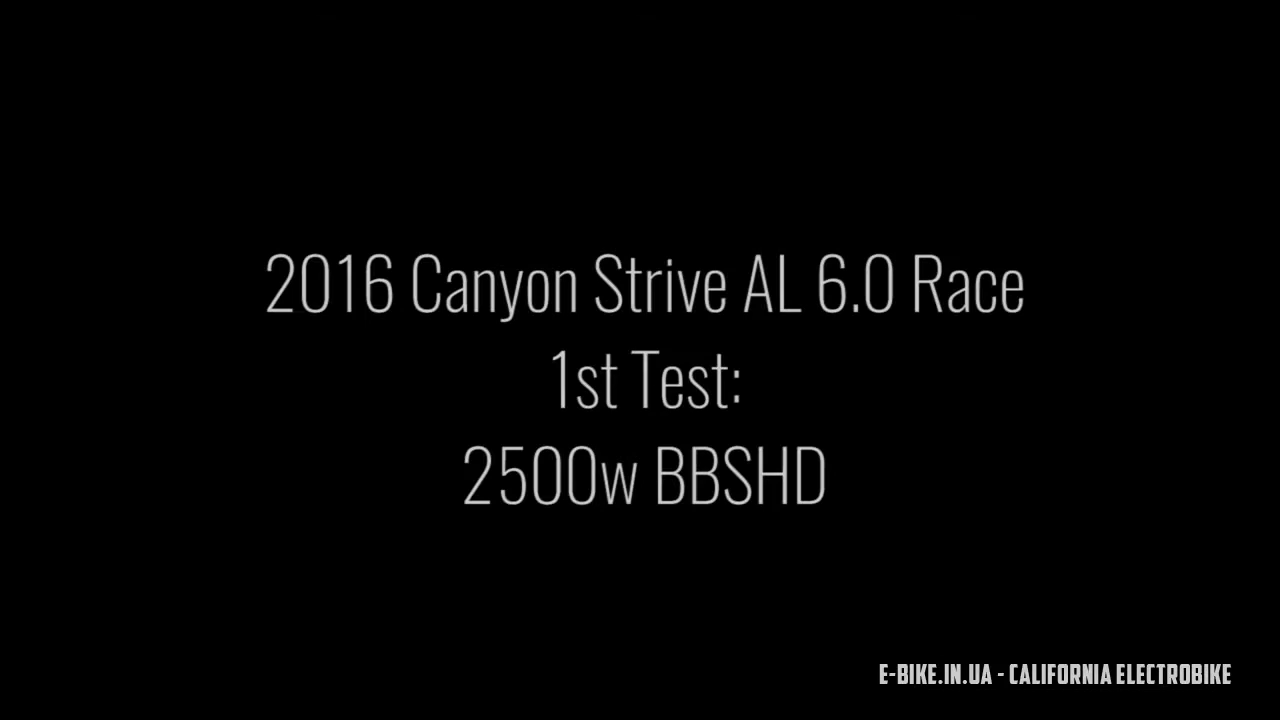 2016 Canyon Strive AL 6.0 Race
1st Test:
2500w BBSHD
E-BIKE.IN.UA - CALIFORNIA ELECTROBIKE